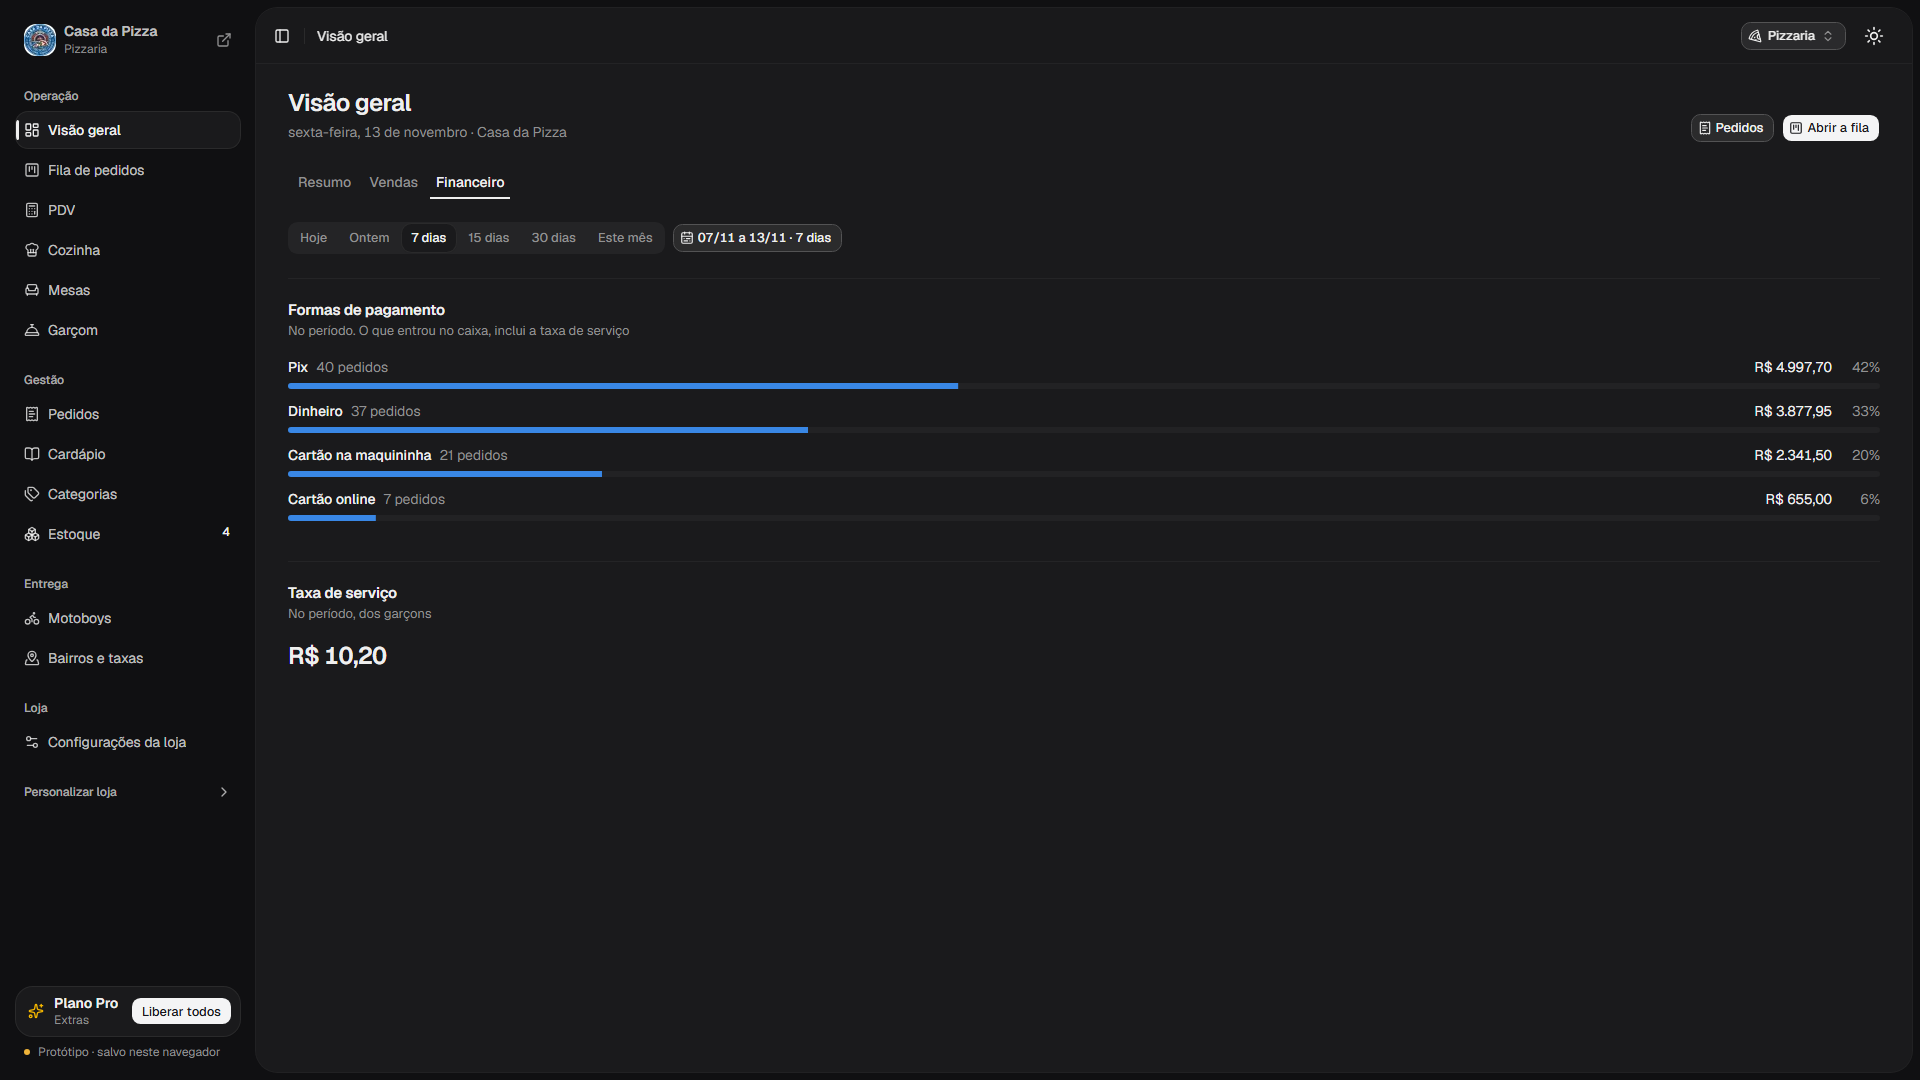 Casa da Pizza
Pizzaria
Operação
Visão geral
Fila de pedidos
PDV
Cozinha
Mesas
Garçom
Gestão
Pedidos
Cardápio
Categorias
Estoque 4
Entrega
Motoboys
Bairros e taxas
Loja
Configurações da loja
Personalizar loja
Plano Pro
Extras
Liberar todos
Protótipo · salvo neste navegador
Visão geral
Pizzaria
Visão geral
sexta-feira, 13 de novembro · Casa da Pizza
Pedidos
Abrir a fila
Resumo Vendas Financeiro
Hoje Ontem 7 dias 15 dias 30 dias Este mês 07/11 a 13/11 · 7 dias
Formas de pagamento
No período. O que entrou no caixa, inclui a taxa de serviço
Pix 40 pedidos R$ 4.997,70 42%
Dinheiro 37 pedidos R$ 3.877,95 33%
Cartão na maquininha 21 pedidos R$ 2.341,50 20%
Cartão online 7 pedidos R$ 655,00 6%
Taxa de serviço
No período, dos garçons
R$ 10,20